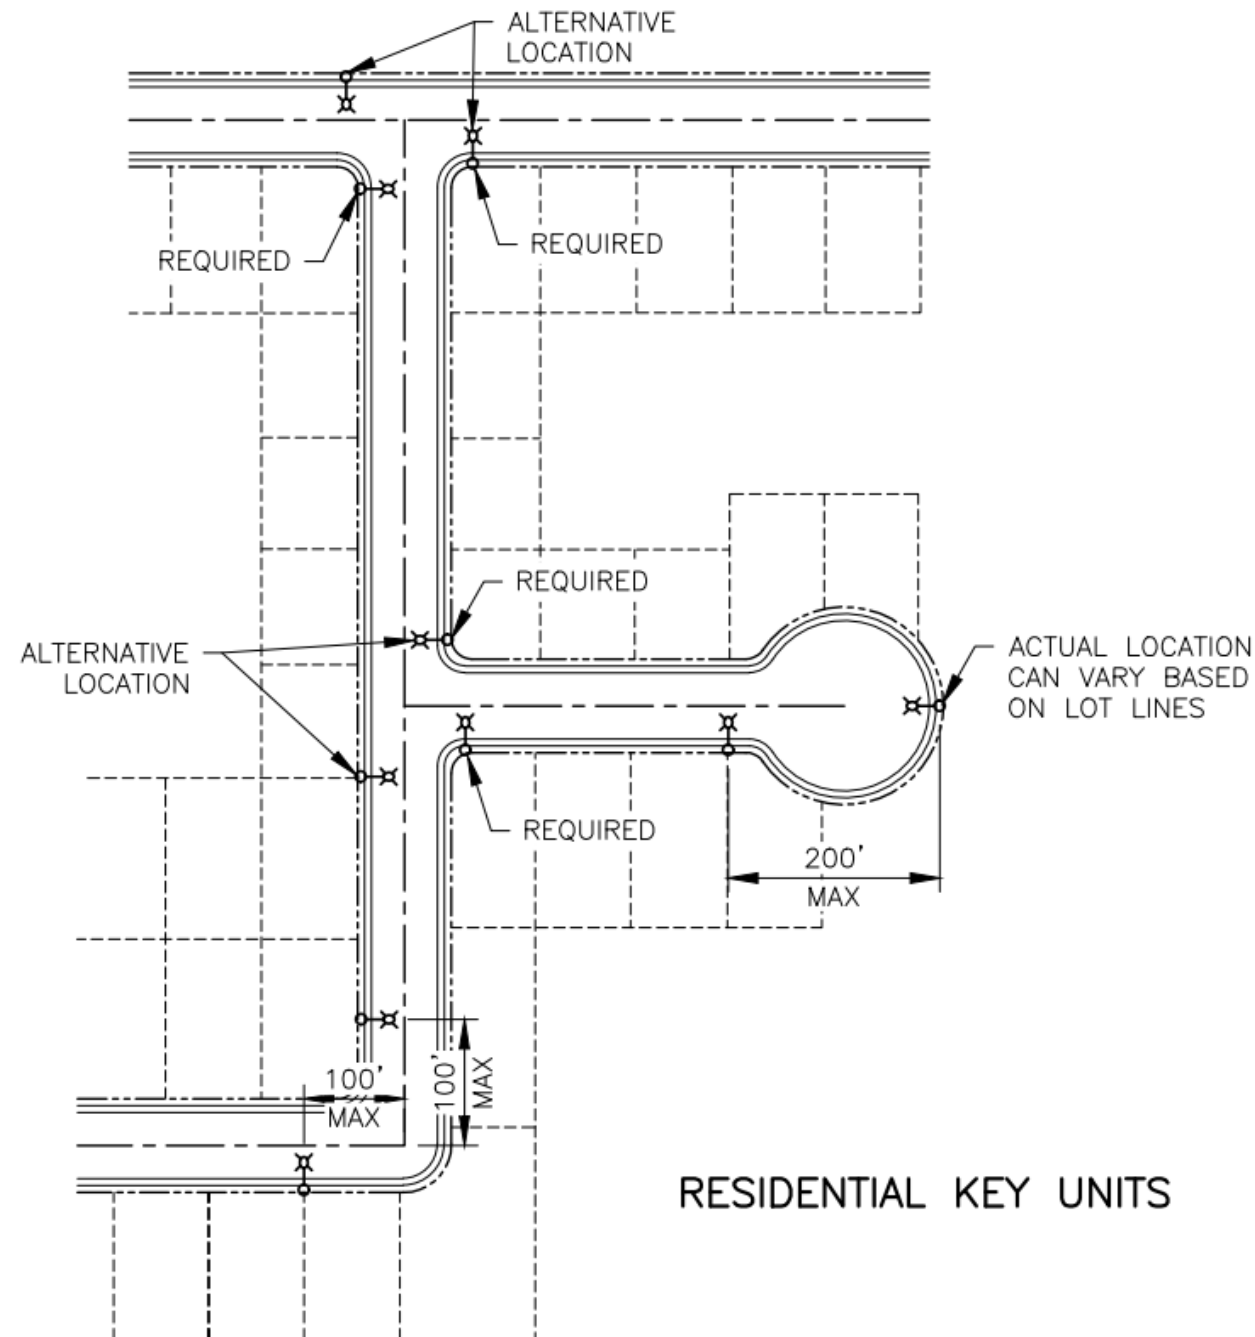 ALTERNATIVE
LOCATION
REQUIRED
REQUIRED
REQUIRED
ALTERNATIVE
LOCATION
ACTUAL LOCATION
CAN VARY BASED
ON LOT LINES
REQUIRED
200'
MAX
100'
MAX
100'
MAX
RESIDENTIAL KEY UNITS